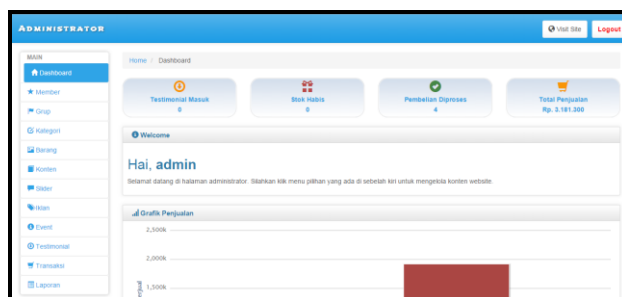 ADMINISTRATOR
Visit Site
Logout
MAIN
Dashboard
Member
Grup
Kategori
Barang
Konten
Slider
Iklan
Event
Testimonial
Transaksi
Laporan
Home / Dashboard
Testimonial Masuk
0
Stok Habis
0
Pembelian Diproses
4
Total Penjualan
Rp. 3.181.300
Welcome
Hai, admin
Selamat datang di halaman administrator. Silahkan klik menu pilihan yang ada di sebelah kiri untuk mengelola konten website.
Grafik Penjualan
2,500k
2,000k
1,500k